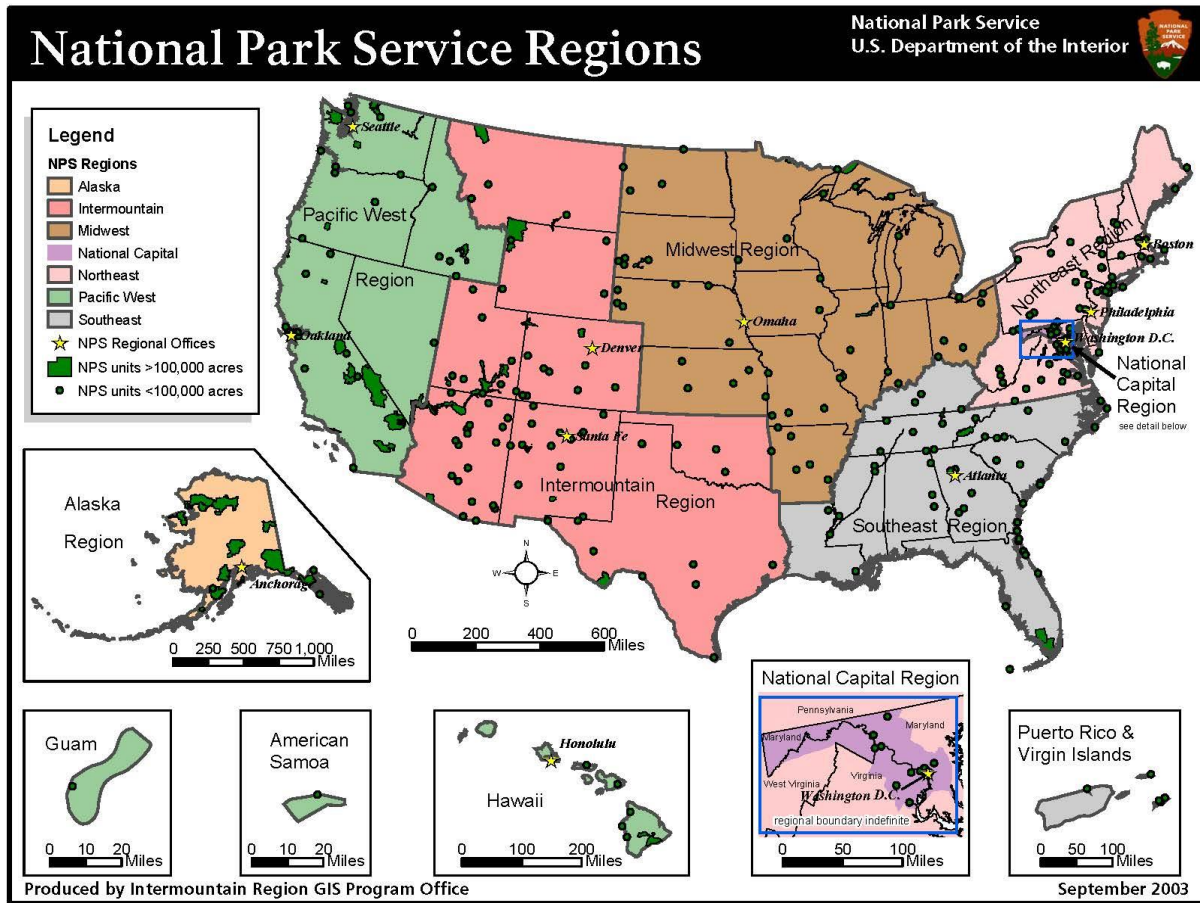 National Park Service Regions
National Park Service
U.S. Department of the Interior
NATIONAL
PARK
SERVICE
Legend
NPS Regions
Alaska
Intermountain
Midwest
National Capital
Northeast
Pacific West
Southeast
NPS Regional Offices
NPS units >100,000 acres
NPS units <100,000 acres
Seattle
Pacific West
Region
Oakland
Midwest Region
Omaha
Denver
Santa Fe
Intermountain
Region
Northeast Region
Boston
Philadelphia
Washington D.C.
National
Capital
Region
see detail below
Atlanta
Southeast Region
N
W
E
S
0 200 400 600
Miles
Alaska
Region
Anchorag
0 250 500 750 1,000
Miles
Guam
0 10 20
Miles
American
Samoa
0 10 20
Miles
Honolulu
Hawaii
0 100 200
Miles
National Capital Region
Pennsylvania
Maryland
Maryland
West Virginia
Virginia
Washington D.C.
regional boundary indefinite
0 50 100
Miles
Puerto Rico &
Virgin Islands
0 50 100
Miles
Produced by Intermountain Region GIS Program Office
September 2003